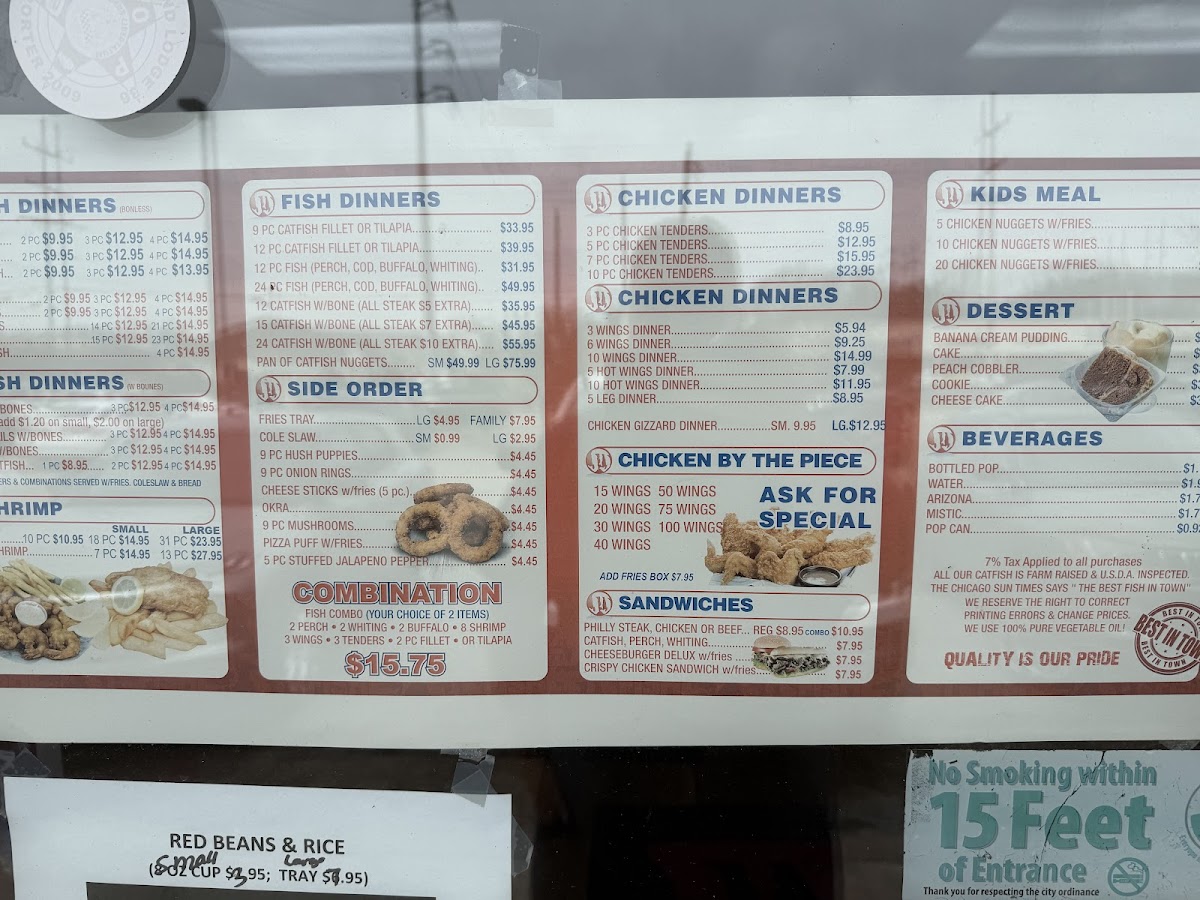 H DINNERS (BONLESS)
2 PC $9.95 3 PC $12.95 4 PC $14.95
2 PC $9.95 3 PC $12.95 4 PC $14.95
H... 2 PC $9.95 3 PC $12.95 4 PC $13.95
2 PC $9.95 3 PC $12.95 4 PC $14.95
2 PC $9.95 3 PC $12.95 4 PC $14.95
14 PC $12.95 21 PC $14.95
15 PC $12.95 23 PC $14.95
4 PC $14.95
SH DINNERS (W BOUNES)
BONES... 3 PC $12.95 4 PC $14.95
add $1.20 on small, $2.00 on large)
ILS W/BONES... 3 PC $12.95 4 PC $14.95
W/BONES... 3 PC $12.95 4 PC $14.95
TFISH... 1 PC $8.95... 2 PC $12.95 4 PC $14.95
ERS & COMBINATIONS SERVED W/FRIES. COLESLAW & BREAD
HRIMP
SMALL LARGE
10 PC $10.95 18 PC $14.95 31 PC $23.95
HRIMP... 7 PC $14.95 13 PC $27.95
FISH DINNERS
9 PC CATFISH FILLET OR TILAPIA... $33.95
12 PC CATFISH FILLET OR TILAPIA... $39.95
12 PC FISH (PERCH, COD, BUFFALO, WHITING).. $31.95
24 PC FISH (PERCH, COD, BUFFALO, WHITING).. $49.95
12 CATFISH W/BONE (ALL STEAK $5 EXTRA)... $35.95
15 CATFISH W/BONE (ALL STEAK $7 EXTRA)... $45.95
24 CATFISH W/BONE (ALL STEAK $10 EXTRA)... $55.95
PAN OF CATFISH NUGGETS... SM $49.99 LG $75.99
SIDE ORDER
FRIES TRAY... LG $4.95 FAMILY $7.95
COLE SLAW... SM $0.99 LG $2.95
9 PC HUSH PUPPIES... $4.45
9 PC ONION RINGS... $4.45
CHEESE STICKS w/fries (5 pc.)... $4.45
OKRA... $4.45
9 PC MUSHROOMS... $4.45
PIZZA PUFF W/FRIES... $4.45
5 PC STUFFED JALAPENO PEPPER... $4.45
COMBINATION
FISH COMBO (YOUR CHOICE OF 2 ITEMS)
2 PERCH • 2 WHITING • 2 BUFFALO • 8 SHRIMP
3 WINGS • 3 TENDERS • 2 PC FILLET • OR TILAPIA
$15.75
CHICKEN DINNERS
3 PC CHICKEN TENDERS... $8.95
5 PC CHICKEN TENDERS... $12.95
7 PC CHICKEN TENDERS... $15.95
10 PC CHICKEN TENDERS... $23.95
CHICKEN DINNERS
3 WINGS DINNER... $5.94
6 WINGS DINNER... $9.25
10 WINGS DINNER... $14.99
5 HOT WINGS DINNER... $7.99
10 HOT WINGS DINNER... $11.95
5 LEG DINNER... $8.95
CHICKEN GIZZARD DINNER... SM. 9.95 LG.$12.95
CHICKEN BY THE PIECE
15 WINGS 50 WINGS
20 WINGS 75 WINGS
30 WINGS 100 WINGS
40 WINGS
ASK FOR
SPECIAL
ADD FRIES BOX $7.95
SANDWICHES
PHILLY STEAK, CHICKEN OR BEEF... REG $8.95 COMBO $10.95
CATFISH, PERCH, WHITING... $7.95
CHEESEBURGER DELUX w/fries ... $7.95
CRISPY CHICKEN SANDWICH w/fries... $7.95
KIDS MEAL
5 CHICKEN NUGGETS W/FRIES...
10 CHICKEN NUGGETS W/FRIES...
20 CHICKEN NUGGETS W/FRIES...
DESSERT
BANANA CREAM PUDDING...
CAKE...
PEACH COBBLER...
COOKIE...
CHEESE CAKE...
BEVERAGES
BOTTLED POP... $1.
WATER... $1.
ARIZONA... $1.7
MISTIC... $1.7
POP CAN... $0.
7% Tax Applied to all purchases
ALL OUR CATFISH IS FARM RAISED & U.S.D.A. INSPECTED.
THE CHICAGO SUN TIMES SAYS " THE BEST FISH IN TOWN"
WE RESERVE THE RIGHT TO CORRECT
PRINTING ERRORS & CHANGE PRICES.
WE USE 100% PURE VEGETABLE OIL!
QUALITY IS OUR PRIDE
BEST IN TOW
BEST IN TOWN
RED BEANS & RICE
small Large
(8 OZ CUP $3.95; TRAY $ .95)
No Smoking within
15 Feet
of Entrance
Thank you for respecting the city ordinance